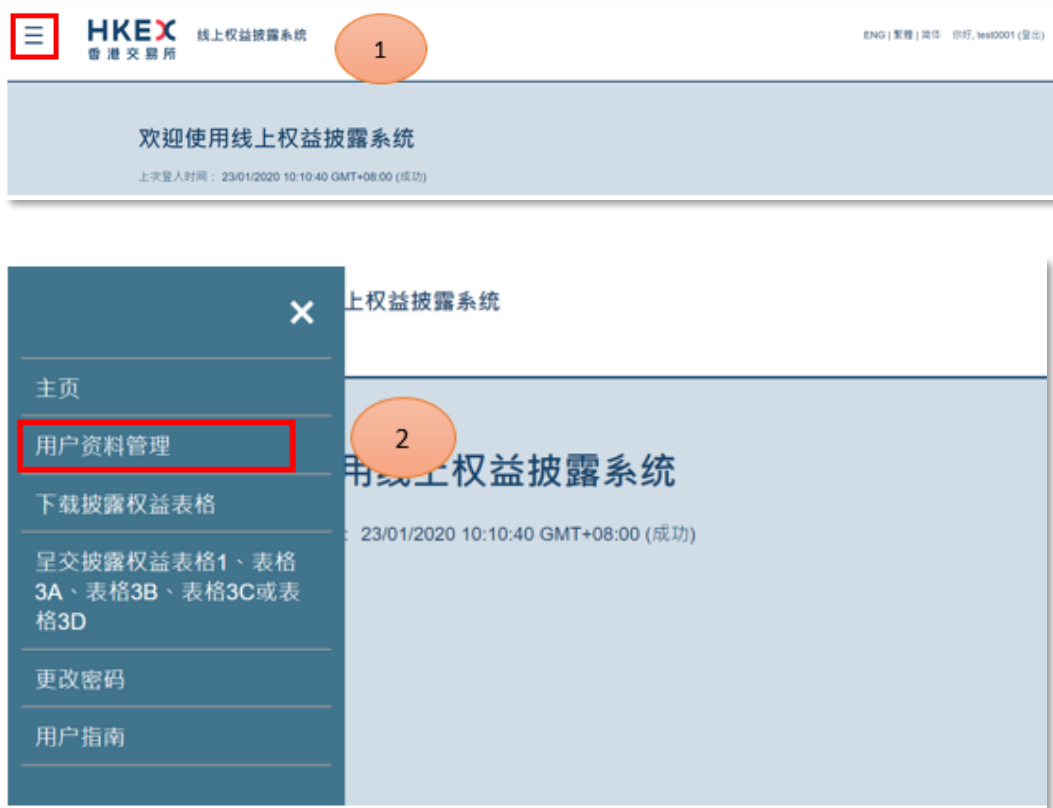 HKEX 线上权益披露系统
香港交易所
1
ENG | 繁體 | 简体 你好, test0001 (登出)
欢迎使用线上权益披露系统
上次登入时间： 23/01/2020 10:10:40 GMT+08:00 (成功)
上权益披露系统
主页
用户资料管理
2
用线上权益披露系统
下载披露权益表格
： 23/01/2020 10:10:40 GMT+08:00 (成功)
呈交披露权益表格1、表格
3A、表格3B、表格3C或表
格3D
更改密码
用户指南